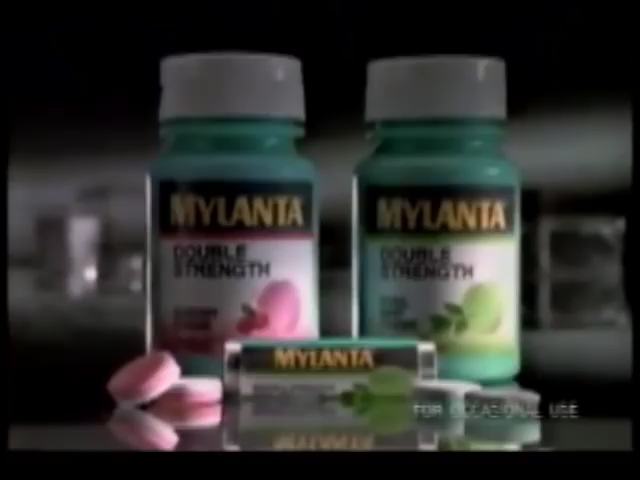 MYLANTA
DOUBLE
STRENGTH
MYLANTA
DOUBLE
STRENGTH
MYLANTA
FOR OCCASIONAL USE